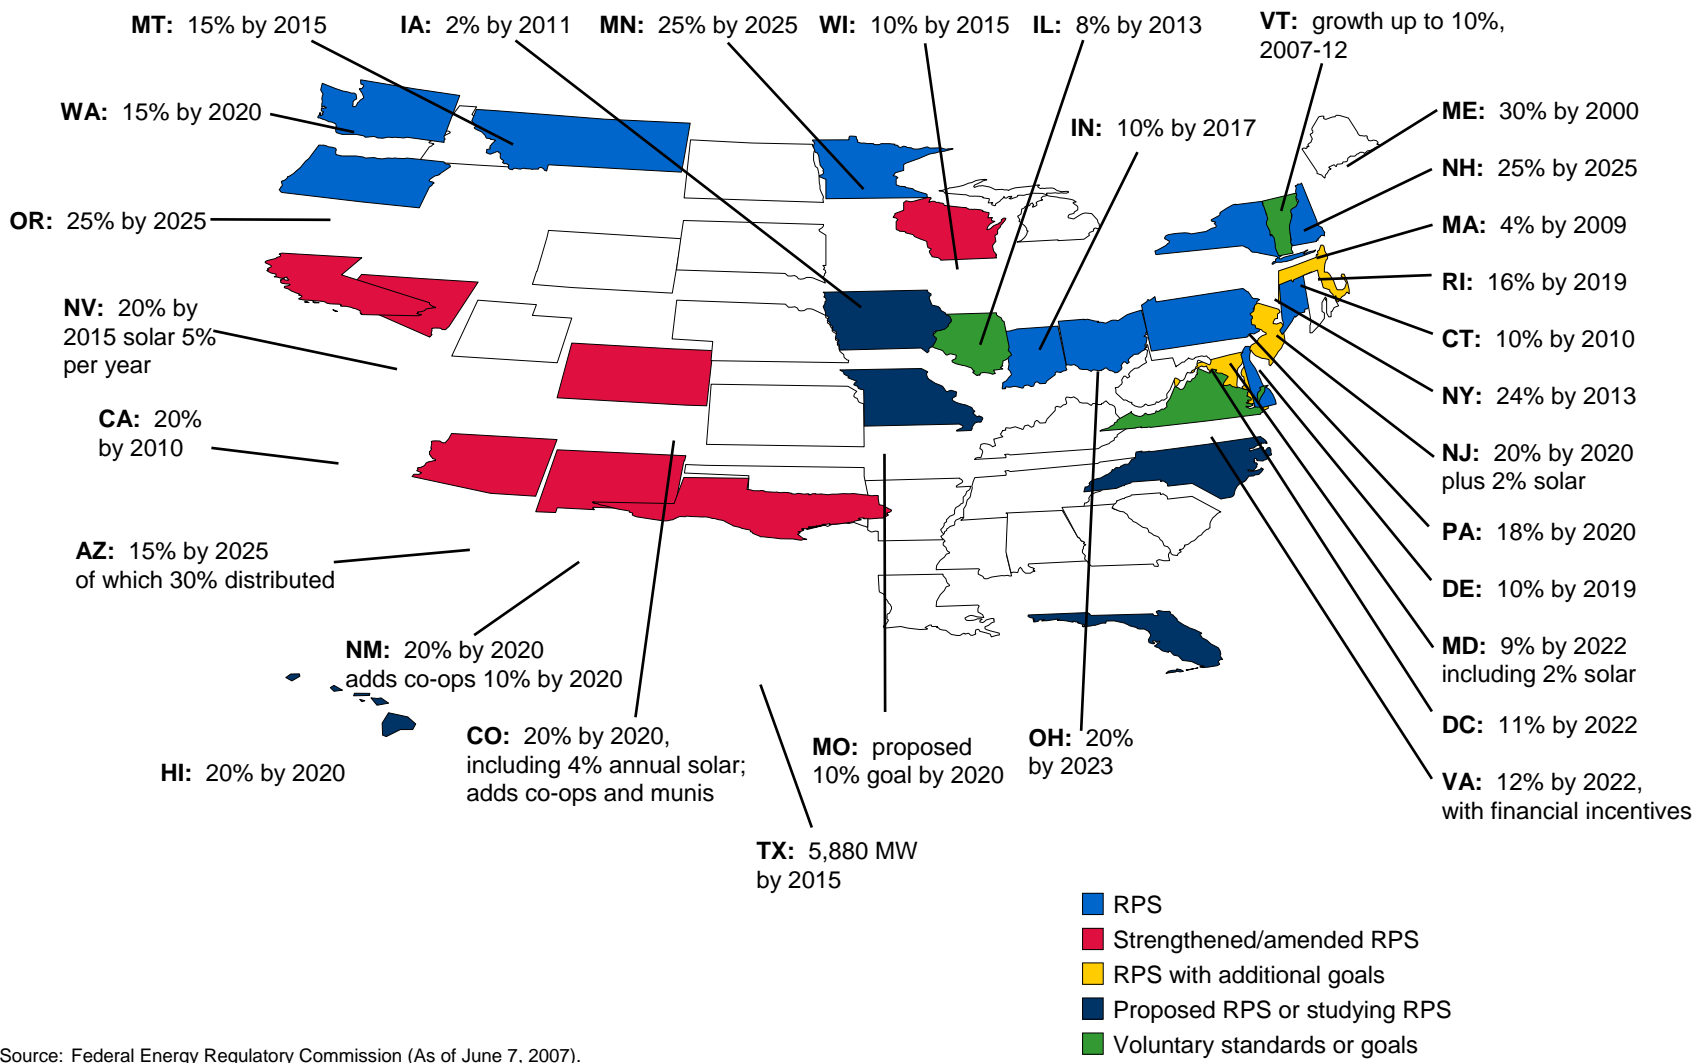 MT: 15% by 2015
IA: 2% by 2011
MN: 25% by 2025
WI: 10% by 2015
IL: 8% by 2013
VT: growth up to 10%,
2007-12
WA: 15% by 2020
ME: 30% by 2000
IN: 10% by 2017
NH: 25% by 2025
OR: 25% by 2025
MA: 4% by 2009
RI: 16% by 2019
NV: 20% by
2015 solar 5%
per year
CT: 10% by 2010
NY: 24% by 2013
CA: 20%
by 2010
NJ: 20% by 2020
plus 2% solar
PA: 18% by 2020
AZ: 15% by 2025
of which 30% distributed
DE: 10% by 2019
NM: 20% by 2020
adds co-ops 10% by 2020
MD: 9% by 2022
including 2% solar
DC: 11% by 2022
CO: 20% by 2020,
including 4% annual solar;
adds co-ops and munis
MO: proposed
10% goal by 2020
OH: 20%
by 2023
HI: 20% by 2020
VA: 12% by 2022,
with financial incentives
TX: 5,880 MW
by 2015
RPS
Strengthened/amended RPS
RPS with additional goals
Proposed RPS or studying RPS
Voluntary standards or goals
Source: Federal Energy Regulatory Commission (As of June 7, 2007).